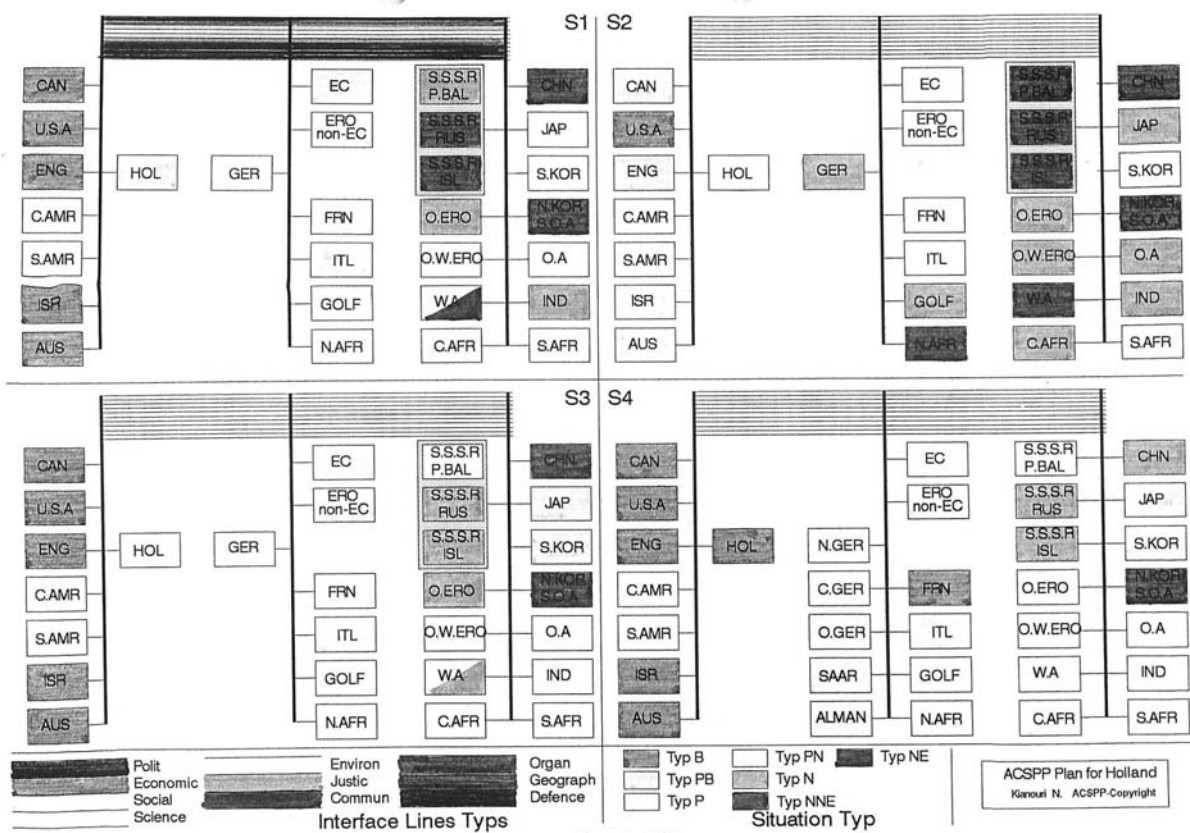 S1 S2
CAN EC S.S.S.R P.BAL CHN
U.S.A ERO non-EC S.S.S.R RUS JAP
ENG HOL GER S.S.S.R ISL S.KOR
C.AMR FRN O.ERO N.KOR S.O.A
S.AMR ITL O.W.ERO O.A
ISR GOLF W.A IND
AUS N.AFR C.AFR S.AFR
CAN EC S.S.S.R P.BAL CHN
U.S.A ERO non-EC S.S.S.R RUS JAP
ENG HOL GER S.S.S.R ISL S.KOR
C.AMR FRN O.ERO N.KOR S.O.A
S.AMR ITL O.W.ERO O.A
ISR GOLF W.A IND
AUS N.AFR C.AFR S.AFR
S3 S4
CAN EC S.S.S.R P.BAL CHN
U.S.A ERO non-EC S.S.S.R RUS JAP
ENG HOL GER S.S.S.R ISL S.KOR
C.AMR FRN O.ERO N.KOR S.O.A
S.AMR ITL O.W.ERO O.A
ISR GOLF W.A IND
AUS N.AFR C.AFR S.AFR
CAN EC S.S.S.R P.BAL CHN
U.S.A ERO non-EC S.S.S.R RUS JAP
ENG HOL N.GER S.S.S.R ISL S.KOR
C.AMR C.GER FRN O.ERO N.KOR S.O.A
S.AMR O.GER ITL O.W.ERO O.A
ISR SAAR GOLF W.A IND
AUS ALMAN N.AFR C.AFR S.AFR
Polit Environ Organ
Economic Justic Geograph
Social Commun Defence
Science
Interface Lines Typs
Typ B Typ PN Typ NE
Typ PB Typ N
Typ P Typ NNE
Situation Typ
ACSPP Plan for Holland
Kianouri N. ACSPP-Copyright